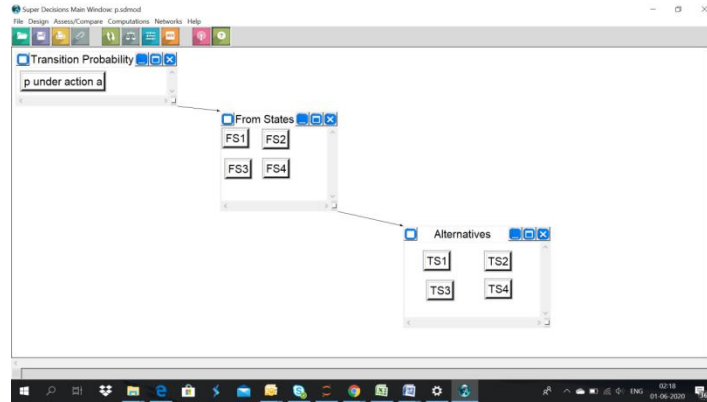 Super Decisions Main Window: p.sdmod
File Design Assess/Compare Computations Networks Help
Transition Probability
p under action a
From States
FS1 FS2
FS3 FS4
Alternatives
TS1 TS2
TS3 TS4
ENG
02:18
01-06-2020